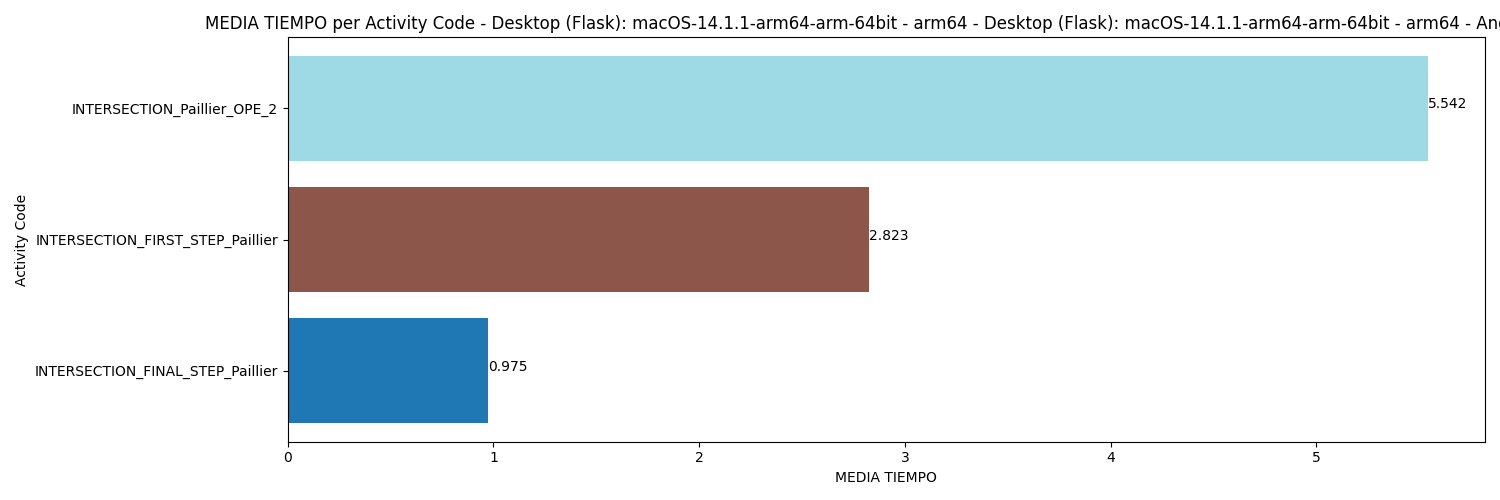 MEDIA TIEMPO per Activity Code - Desktop (Flask): macOS-14.1.1-arm64-arm-64bit - arm64 - Desktop (Flask): macOS-14.1.1-arm64-arm-64bit - arm64 -
INTERSECTION_Paillier_OPE_2
5.542
INTERSECTION_FIRST_STEP_Paillier
2.823
INTERSECTION_FINAL_STEP_Paillier
0.975
Activity Code
0 1 2 3 4 5
MEDIA TIEMPO